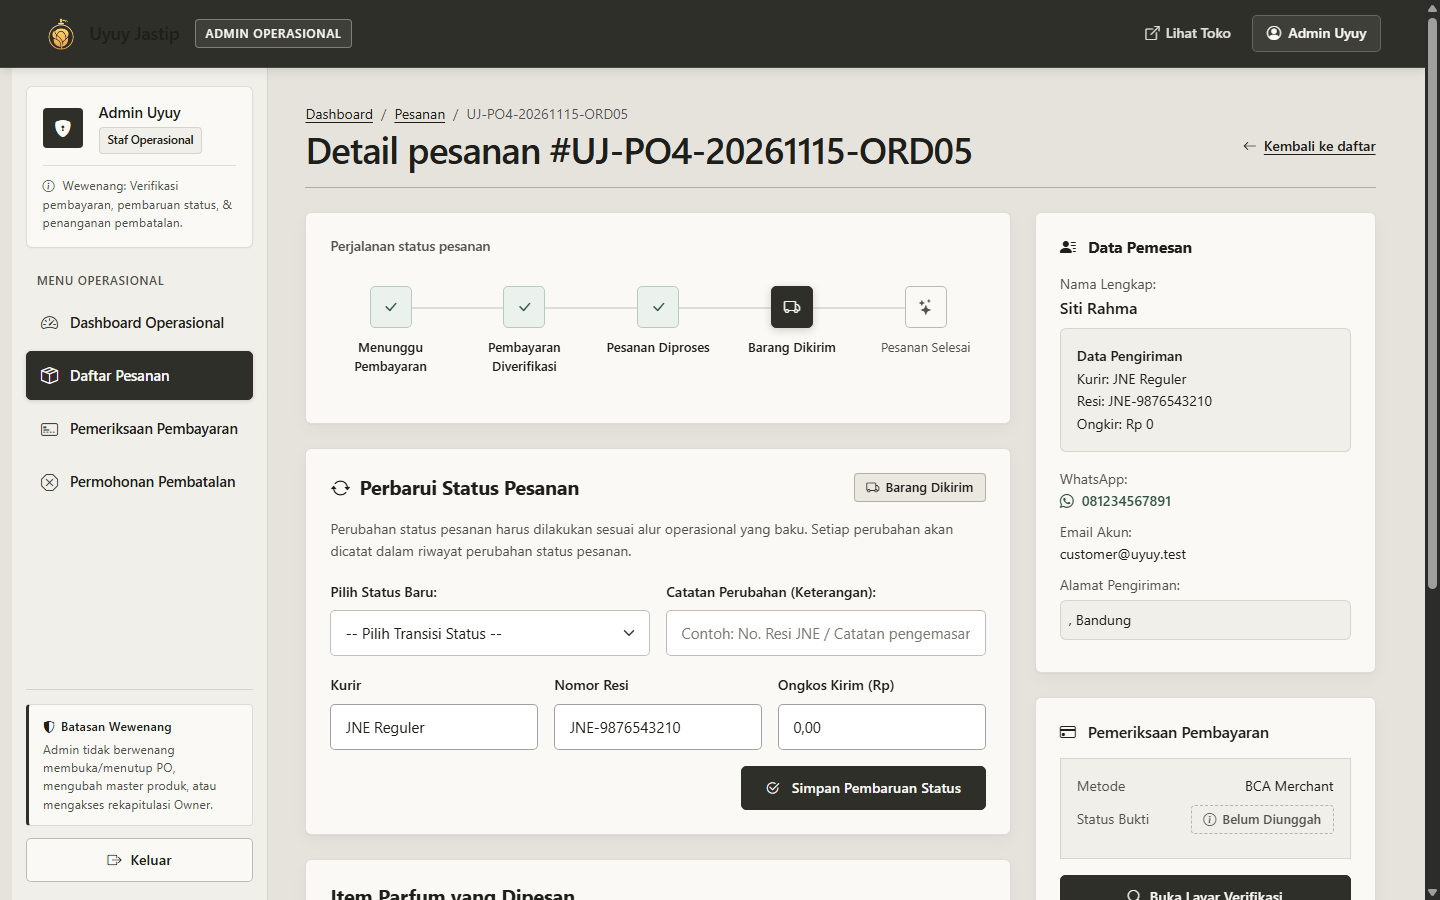 Uyuy Jastip
ADMIN OPERASIONAL
Lihat Toko
Admin Uyuy
Admin Uyuy
Staf Operasional
Wewenang: Verifikasi
pembayaran, pembaruan status, &
penanganan pembatalan.
MENU OPERASIONAL
Dashboard Operasional
Daftar Pesanan
Pemeriksaan Pembayaran
Permohonan Pembatalan
Batasan Wewenang
Admin tidak berwenang
membuka/menutup PO,
mengubah master produk, atau
mengakses rekapitulasi Owner.
Keluar
Dashboard / Pesanan / UJ-PO4-20261115-ORD05
Detail pesanan #UJ-PO4-20261115-ORD05
Kembali ke daftar
Perjalanan status pesanan
Menunggu
Pembayaran
Pembayaran
Diverifikasi
Pesanan Diproses
Barang Dikirim
Pesanan Selesai
Perbarui Status Pesanan
Barang Dikirim
Perubahan status pesanan harus dilakukan sesuai alur operasional yang baku. Setiap perubahan akan
dicatat dalam riwayat perubahan status pesanan.
Pilih Status Baru:
-- Pilih Transisi Status --
Catatan Perubahan (Keterangan):
Contoh: No. Resi JNE / Catatan pengemasar
Kurir
JNE Reguler
Nomor Resi
JNE-9876543210
Ongkos Kirim (Rp)
0,00
Simpan Pembaruan Status
Item Parfum yang Dipesan
Data Pemesan
Nama Lengkap:
Siti Rahma
Data Pengiriman
Kurir: JNE Reguler
Resi: JNE-9876543210
Ongkir: Rp 0
WhatsApp:
081234567891
Email Akun:
customer@uyuy.test
Alamat Pengiriman:
, Bandung
Pemeriksaan Pembayaran
Metode
BCA Merchant
Status Bukti
Belum Diunggah
Buka Layar Verifikasi